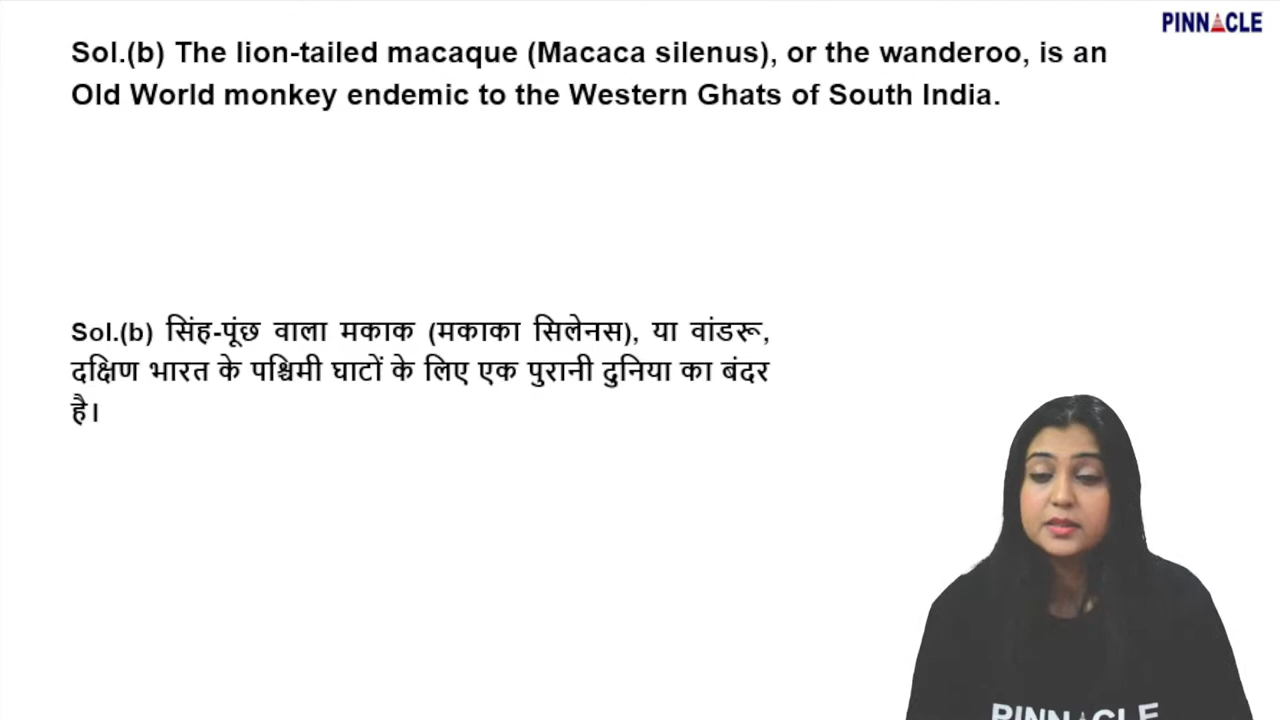 PINNACLE
Sol.(b) The lion-tailed macaque (Macaca silenus), or the wanderoo, is an
Old World monkey endemic to the Western Ghats of South India.
Sol.(b) सिंह-पूंछ वाला मकाक (मकाका सिलेनस), या वांडरू,
दक्षिण भारत के पश्चिमी घाटों के लिए एक पुरानी दुनिया का बंदर
है।
PINNACLE